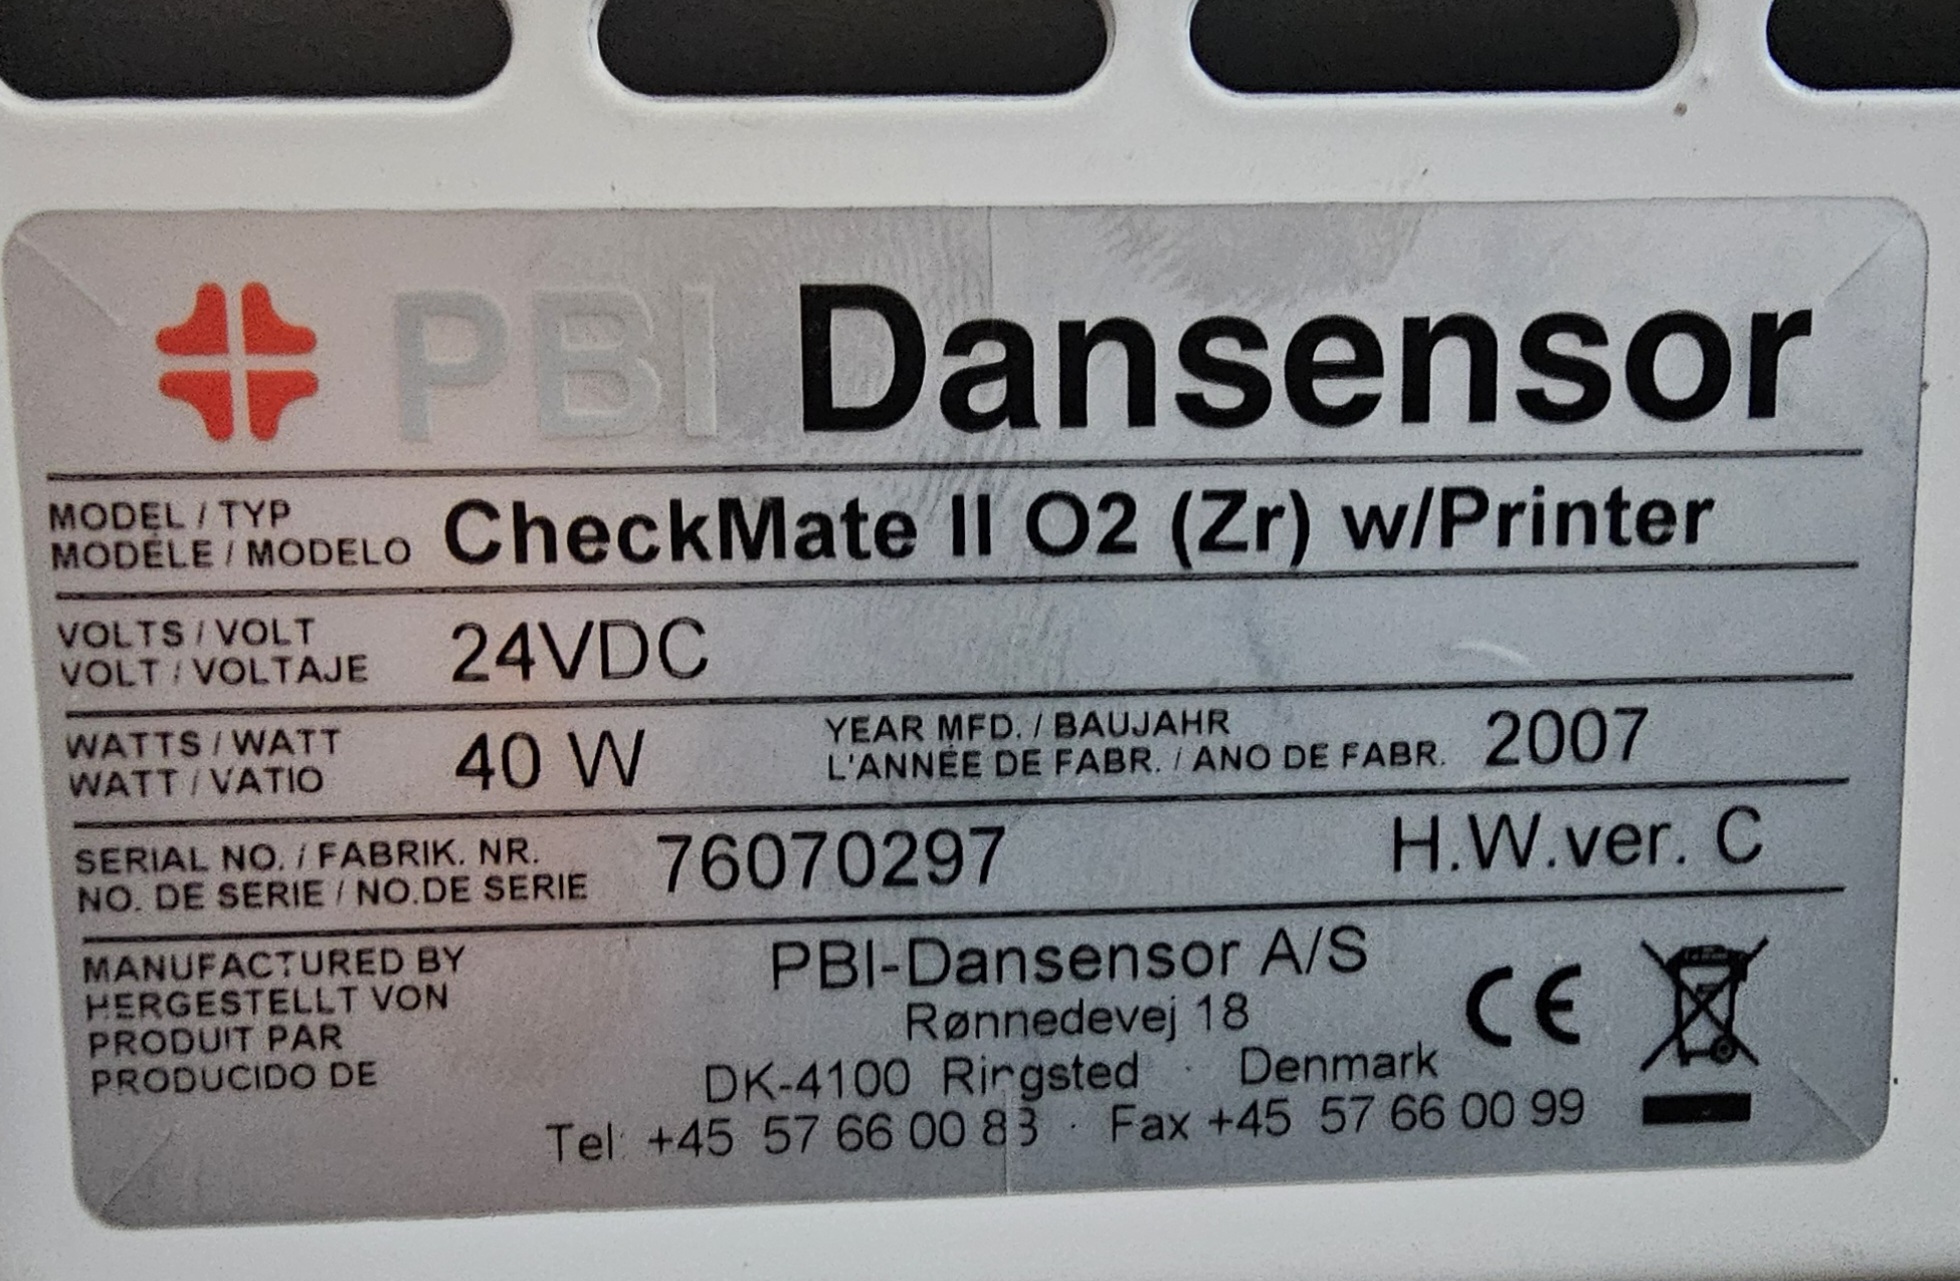 PBI Dansensor
MODEL / TYP
MODÈLE / MODELO CheckMate II O2 (Zr) w/Printer
VOLTS / VOLT
VOLT / VOLTAJE 24VDC
WATTS / WATT
WATT / VATIO 40 W
YEAR MFD. / BAUJAHR
L'ANNÉE DE FABR. / ANO DE FABR. 2007
SERIAL NO. / FABRIK. NR.
NO. DE SERIE / NO.DE SERIE 76070297 H.W.ver. C
MANUFACTURED BY
HERGESTELLT VON
PRODUIT PAR
PRODUCIDO DE
PBI-Dansensor A/S
Rønnedevej 18
DK-4100 Ringsted · Denmark
Tel: +45 57 66 00 88 · Fax +45 57 66 00 99
CE